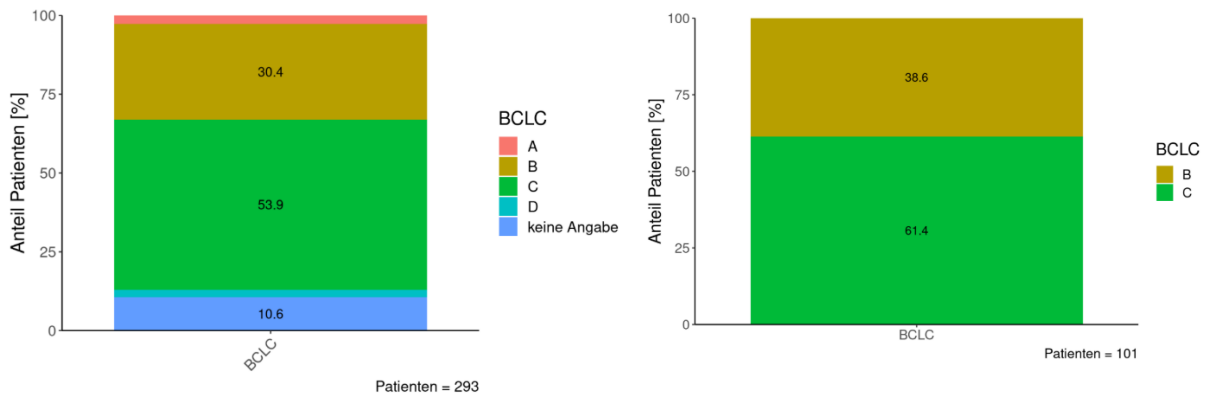 Anteil Patienten [%]
100
75
50
25
0
30.4
53.9
10.6
BCLC
Patienten = 293
BCLC
A
B
C
D
keine Angabe
Anteil Patienten [%]
100
75
50
25
0
38.6
61.4
BCLC
Patienten = 101
BCLC
B
C